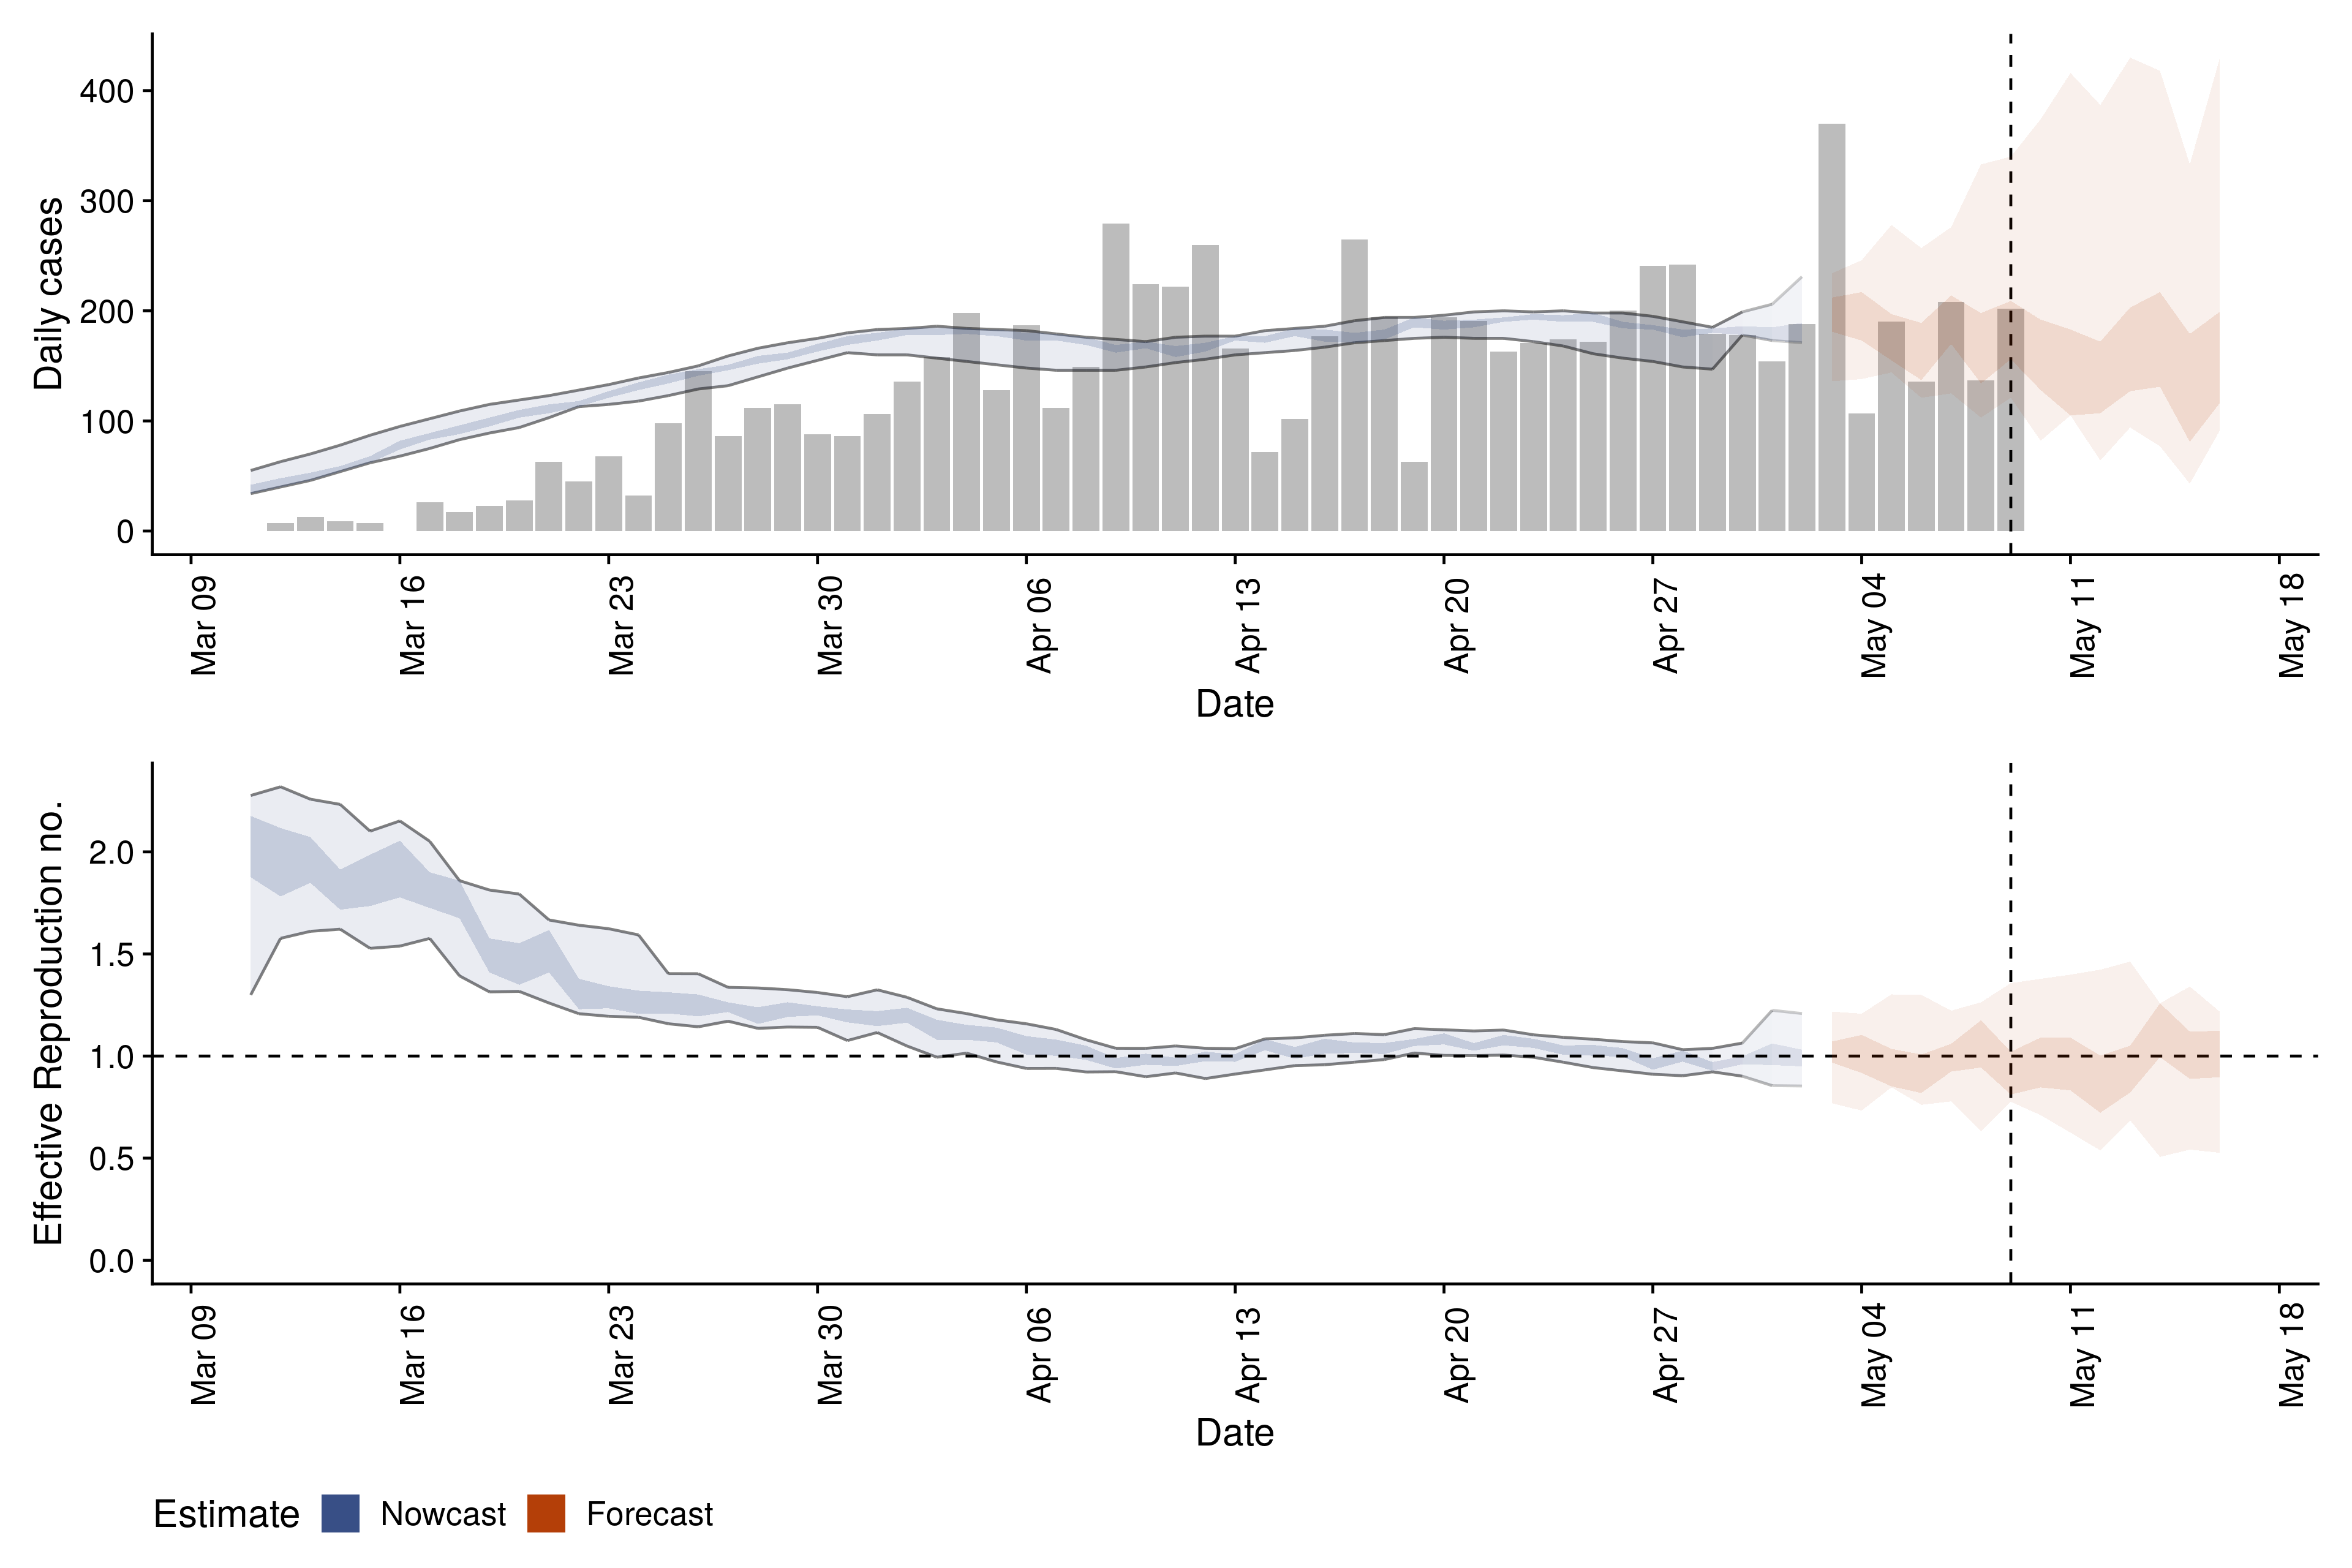 Daily cases
400
300
200
100
0
Mar 09
Mar 16
Mar 23
Mar 30
Apr 06
Apr 13
Apr 20
Apr 27
May 04
May 11
May 18
Date
Effective Reproduction no.
2.0
1.5
1.0
0.5
0.0
Mar 09
Mar 16
Mar 23
Mar 30
Apr 06
Apr 13
Apr 20
Apr 27
May 04
May 11
May 18
Date
Estimate Nowcast Forecast